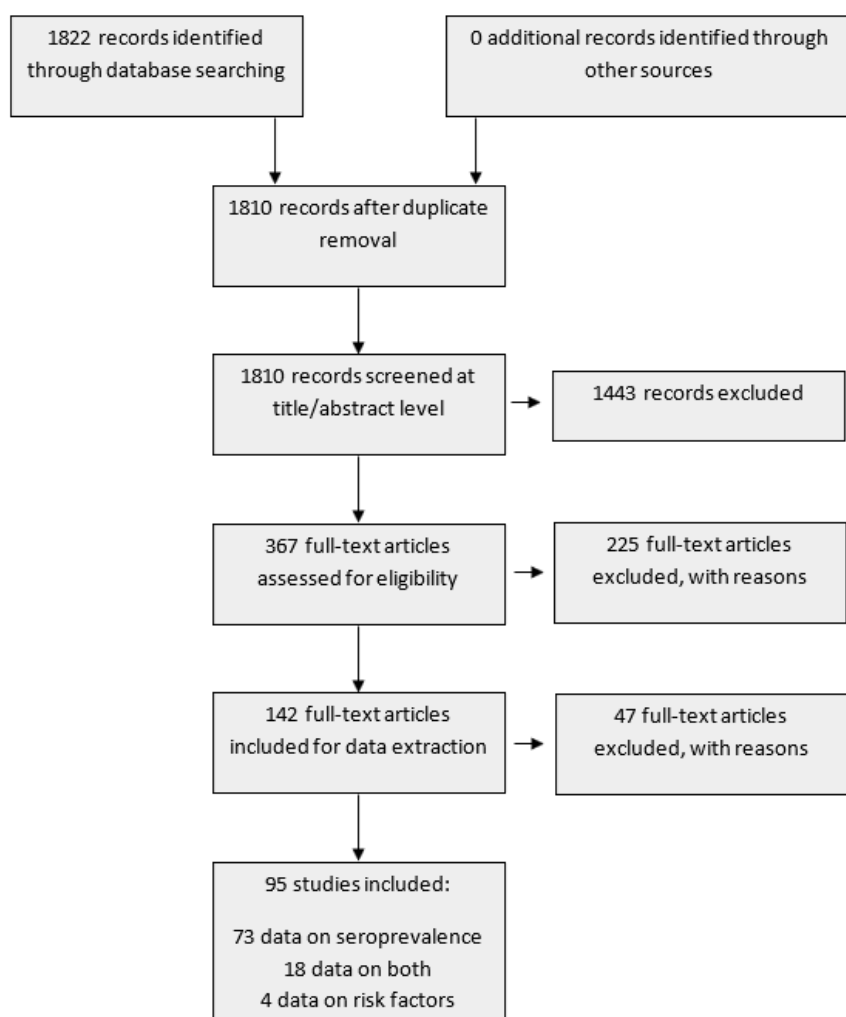 1822 records identified
through database searching
0 additional records identified through
other sources
1810 records after duplicate
removal
1810 records screened at
title/abstract level
1443 records excluded
367 full-text articles
assessed for eligibility
225 full-text articles
excluded, with reasons
142 full-text articles
included for data extraction
47 full-text articles
excluded, with reasons
95 studies included:
73 data on seroprevalence
18 data on both
4 data on risk factors